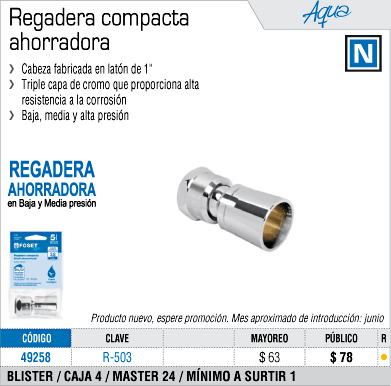 Regadera compacta
ahorradora
Aqua
N
❯ Cabeza fabricada en latón de 1"
❯ Triple capa de cromo que proporciona alta
resistencia a la corrosión
❯ Baja, media y alta presión
REGADERA
AHORRADORA
en Baja y Media presión
FOSET
Producto nuevo, espere promoción. Mes aproximado de introducción: junio
CÓDIGO CLAVE MAYOREO PÚBLICO R
49258 R-503 $ 63 $ 78
BLISTER / CAJA 4 / MASTER 24 / MÍNIMO A SURTIR 1